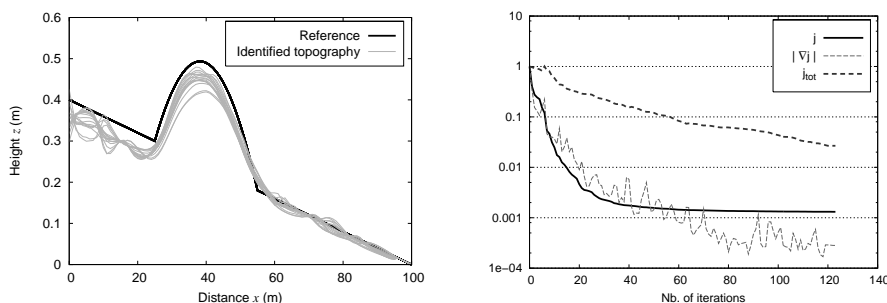 0.6
0.5
0.4
0.3
0.2
0.1
0
Height z (m)
0 20 40 60 80 100
Distance x (m)
Reference
Identified topography
10
1
0.1
0.01
0.001
1e-04
0 20 40 60 80 100 120 140
Nb. of iterations
j
| ∇j |
jtot